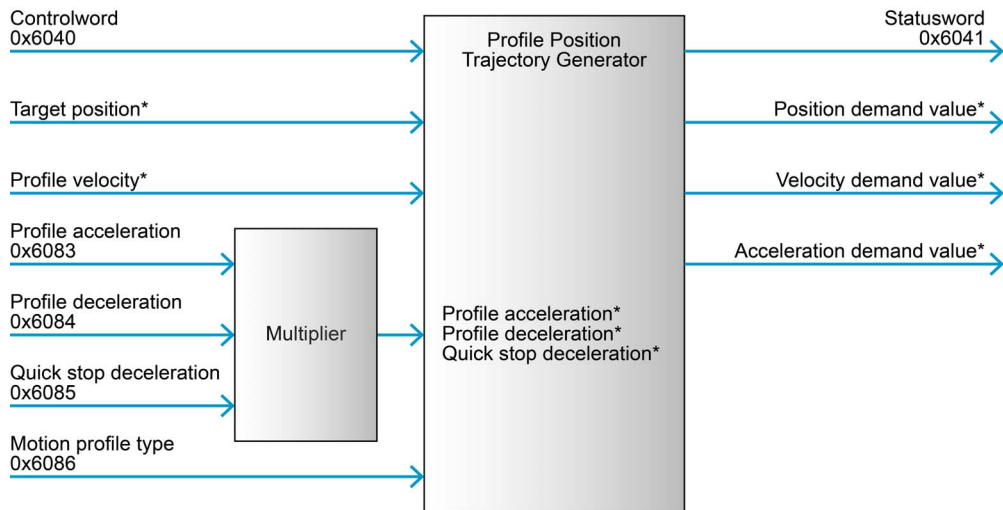 Controlword
0x6040
Target position*
Profile velocity*
Profile acceleration
0x6083
Profile deceleration
0x6084
Quick stop deceleration
0x6085
Motion profile type
0x6086
Multiplier
Profile Position
Trajectory Generator
Profile acceleration*
Profile deceleration*
Quick stop deceleration*
Statusword
0x6041
Position demand value*
Velocity demand value*
Acceleration demand value*